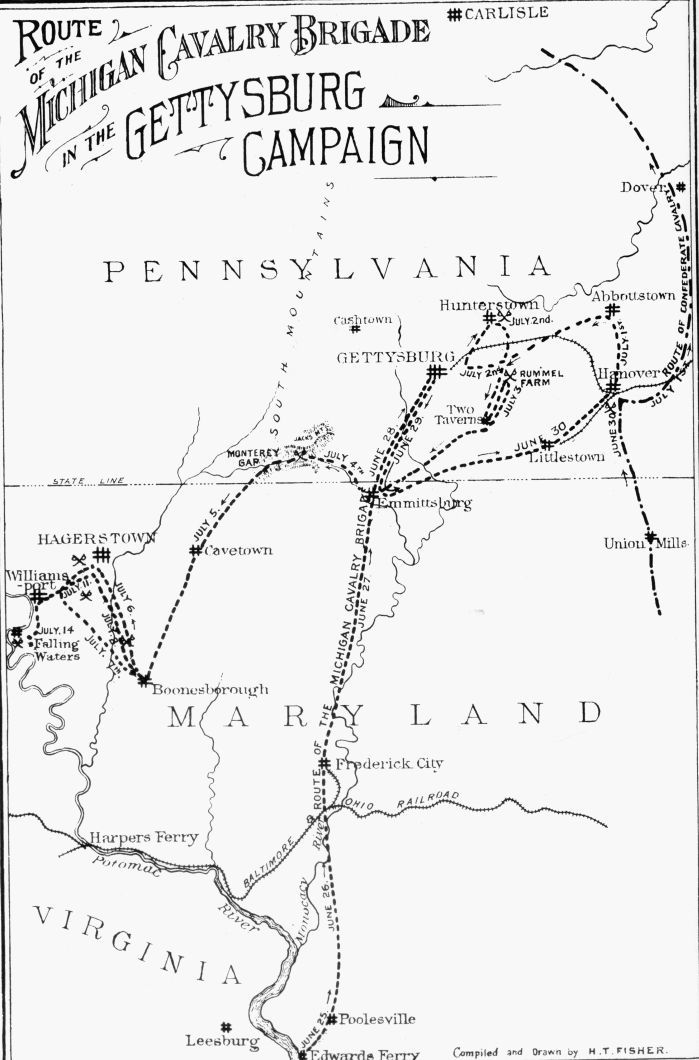 ROUTE
OF THE
MICHIGAN CAVALRY BRIGADE
IN THE GETTYSBURG
CAMPAIGN
CARLISLE
Dover
PENNSYLVANIA
SOUTH MOUNTAINS
Cashtown
Hunterstown
JULY 2nd.
Abbottstown
ROUTE OF CONFEDERATE CAVALRY
JULY 1ST
GETTYSBURG
JULY 2nd
RUMMEL
FARM
JULY 3
Hanover
JULY 1ST
Two
Taverns
JUNE 28
JUNE 29
JUNE 30
JUNE 30
Littlestown
JACKS MT.
MONTEREY
GAP
JULY 4TH
STATE LINE
Emmittsburg
JULY 5.
HAGERSTOWN
Cavetown
Union Mills
Williams
-port
JULY 11.
JULY 6.
JULY 8
JULY 7TH
JULY. 14
Falling
Waters
Boonesborough
ROUTE OF THE MICHIGAN CAVALRY BRIGADE
JUNE 27
MARYLAND
Frederick City
BALTIMORE & OHIO RAILROAD
Harpers Ferry
Potomac
River
Monocacy River
JUNE 26
VIRGINIA
JUNE 25
Poolesville
Leesburg
Edwards Ferry
Compiled and Drawn by H.T. FISHER.